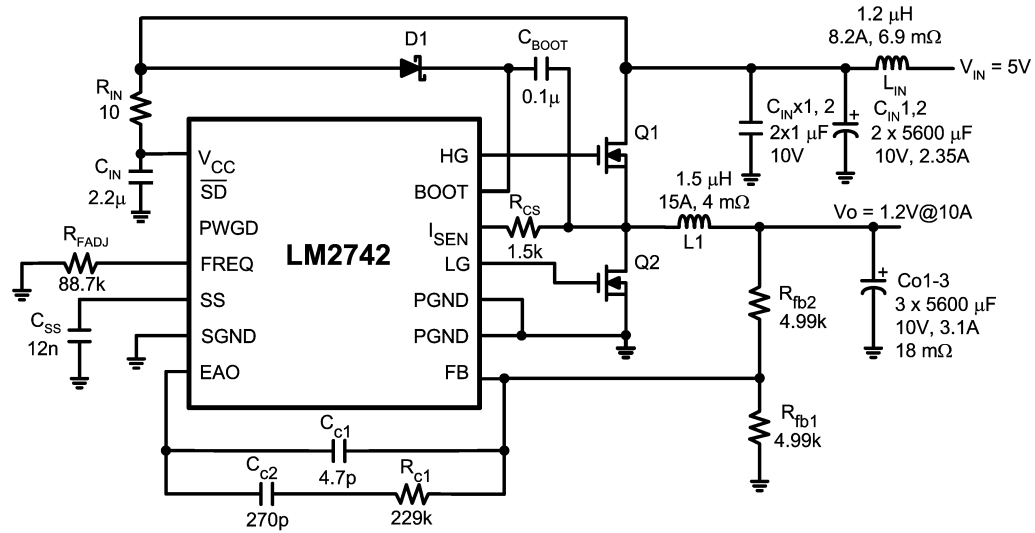 1.2 μH
8.2A, 6.9 mΩ
D1
C_BOOT
V_IN = 5V
L_IN
R_IN
10
0.1μ
C_INx1, 2
2x1 μF
10V
+
C_IN1,2
2 x 5600 μF
10V, 2.35A
Q1
V_CC
HG
C_IN
2.2μ
SD
BOOT
1.5 μH
15A, 4 mΩ
R_CS
PWGD
I_SEN
1.5k
L1
Vo = 1.2V@10A
R_FADJ
88.7k
FREQ
LM2742
LG
Q2
+
Co1-3
3 x 5600 μF
10V, 3.1A
18 mΩ
SS
PGND
R_fb2
4.99k
C_SS
12n
SGND
PGND
EAO
FB
R_fb1
4.99k
C_c1
4.7p
C_c2
270p
R_c1
229k